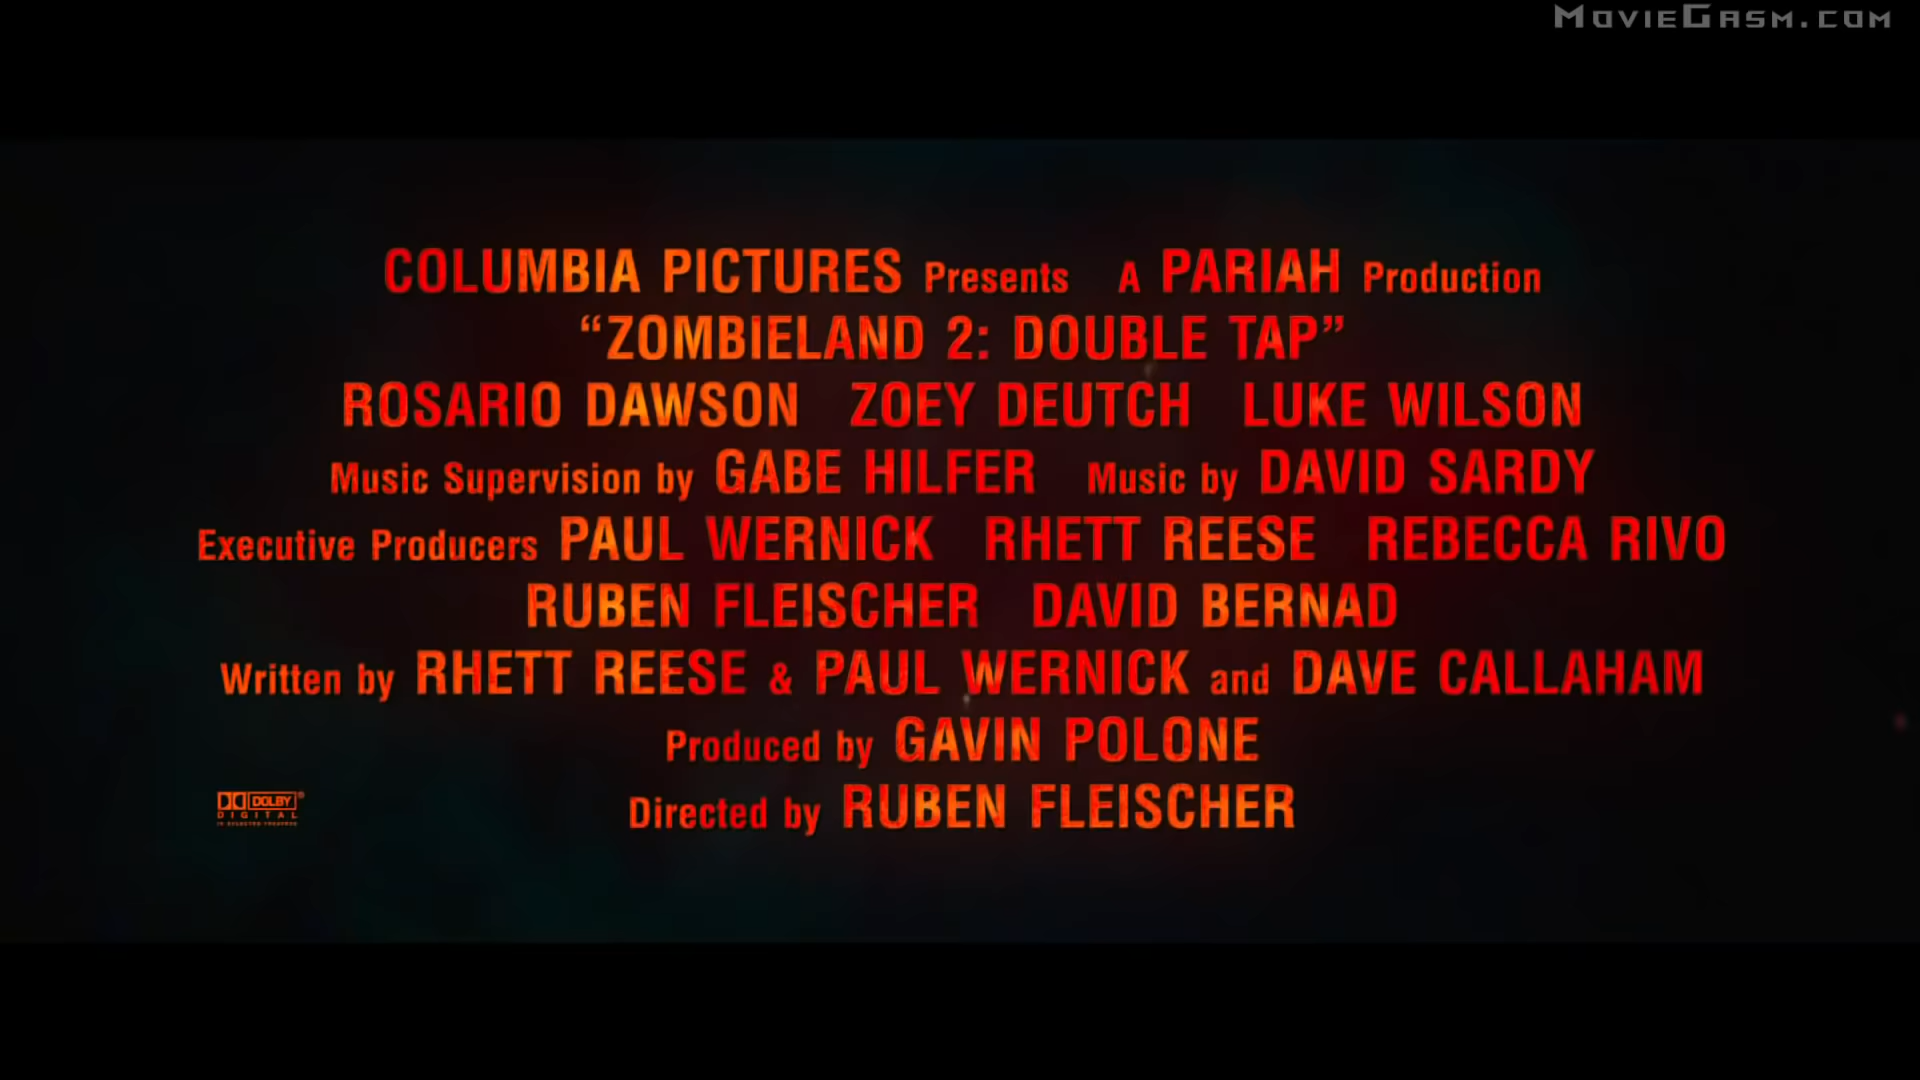 MovieGasm.com
COLUMBIA PICTURES Presents A PARIAH Production
“ZOMBIELAND 2: DOUBLE TAP”
ROSARIO DAWSON ZOEY DEUTCH LUKE WILSON
Music Supervision by GABE HILFER Music by DAVID SARDY
Executive Producers PAUL WERNICK RHETT REESE REBECCA RIVO
RUBEN FLEISCHER DAVID BERNAD
Written by RHETT REESE & PAUL WERNICK and DAVE CALLAHAM
Produced by GAVIN POLONE
Directed by RUBEN FLEISCHER
DOLBY®
DIGITAL